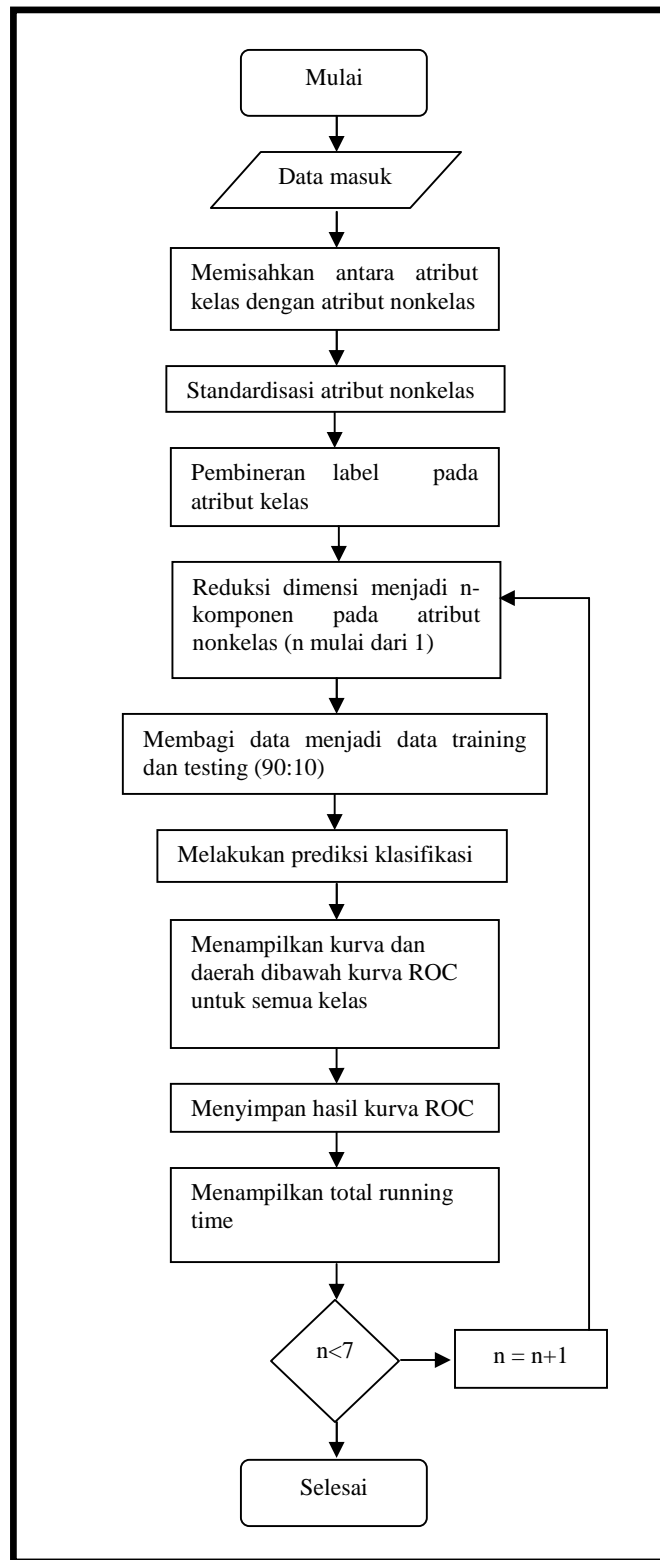 Mulai
Data masuk
Memisahkan antara atribut
kelas dengan atribut nonkelas
Standardisasi atribut nonkelas
Pembineran label pada
atribut kelas
Reduksi dimensi menjadi n-
komponen pada atribut
nonkelas (n mulai dari 1)
Membagi data menjadi data training
dan testing (90:10)
Melakukan prediksi klasifikasi
Menampilkan kurva dan
daerah dibawah kurva ROC
untuk semua kelas
Menyimpan hasil kurva ROC
Menampilkan total running
time
n<7
n = n+1
Selesai